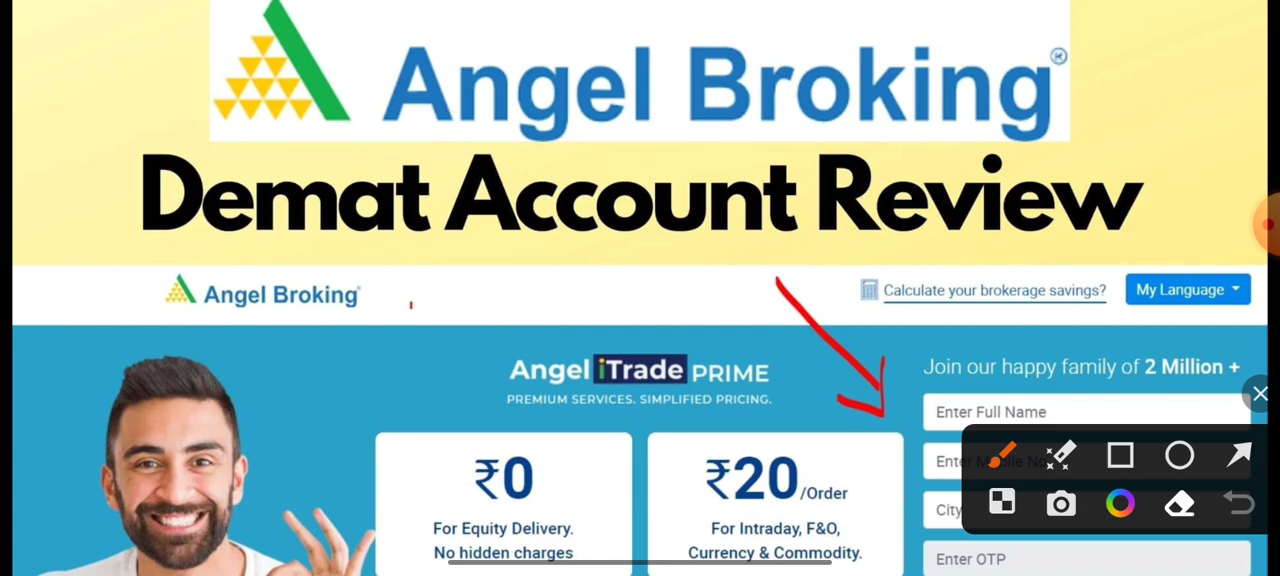 Angel Broking®
Demat Account Review
Angel Broking
Calculate your brokerage savings?
My Language
Angel iTrade PRIME
PREMIUM SERVICES. SIMPLIFIED PRICING.
Join our happy family of 2 Million +
Enter Full Name
₹0
For Equity Delivery.
No hidden charges
₹20/Order
For Intraday, F&O,
Currency & Commodity.
Enter
City
Enter OTP